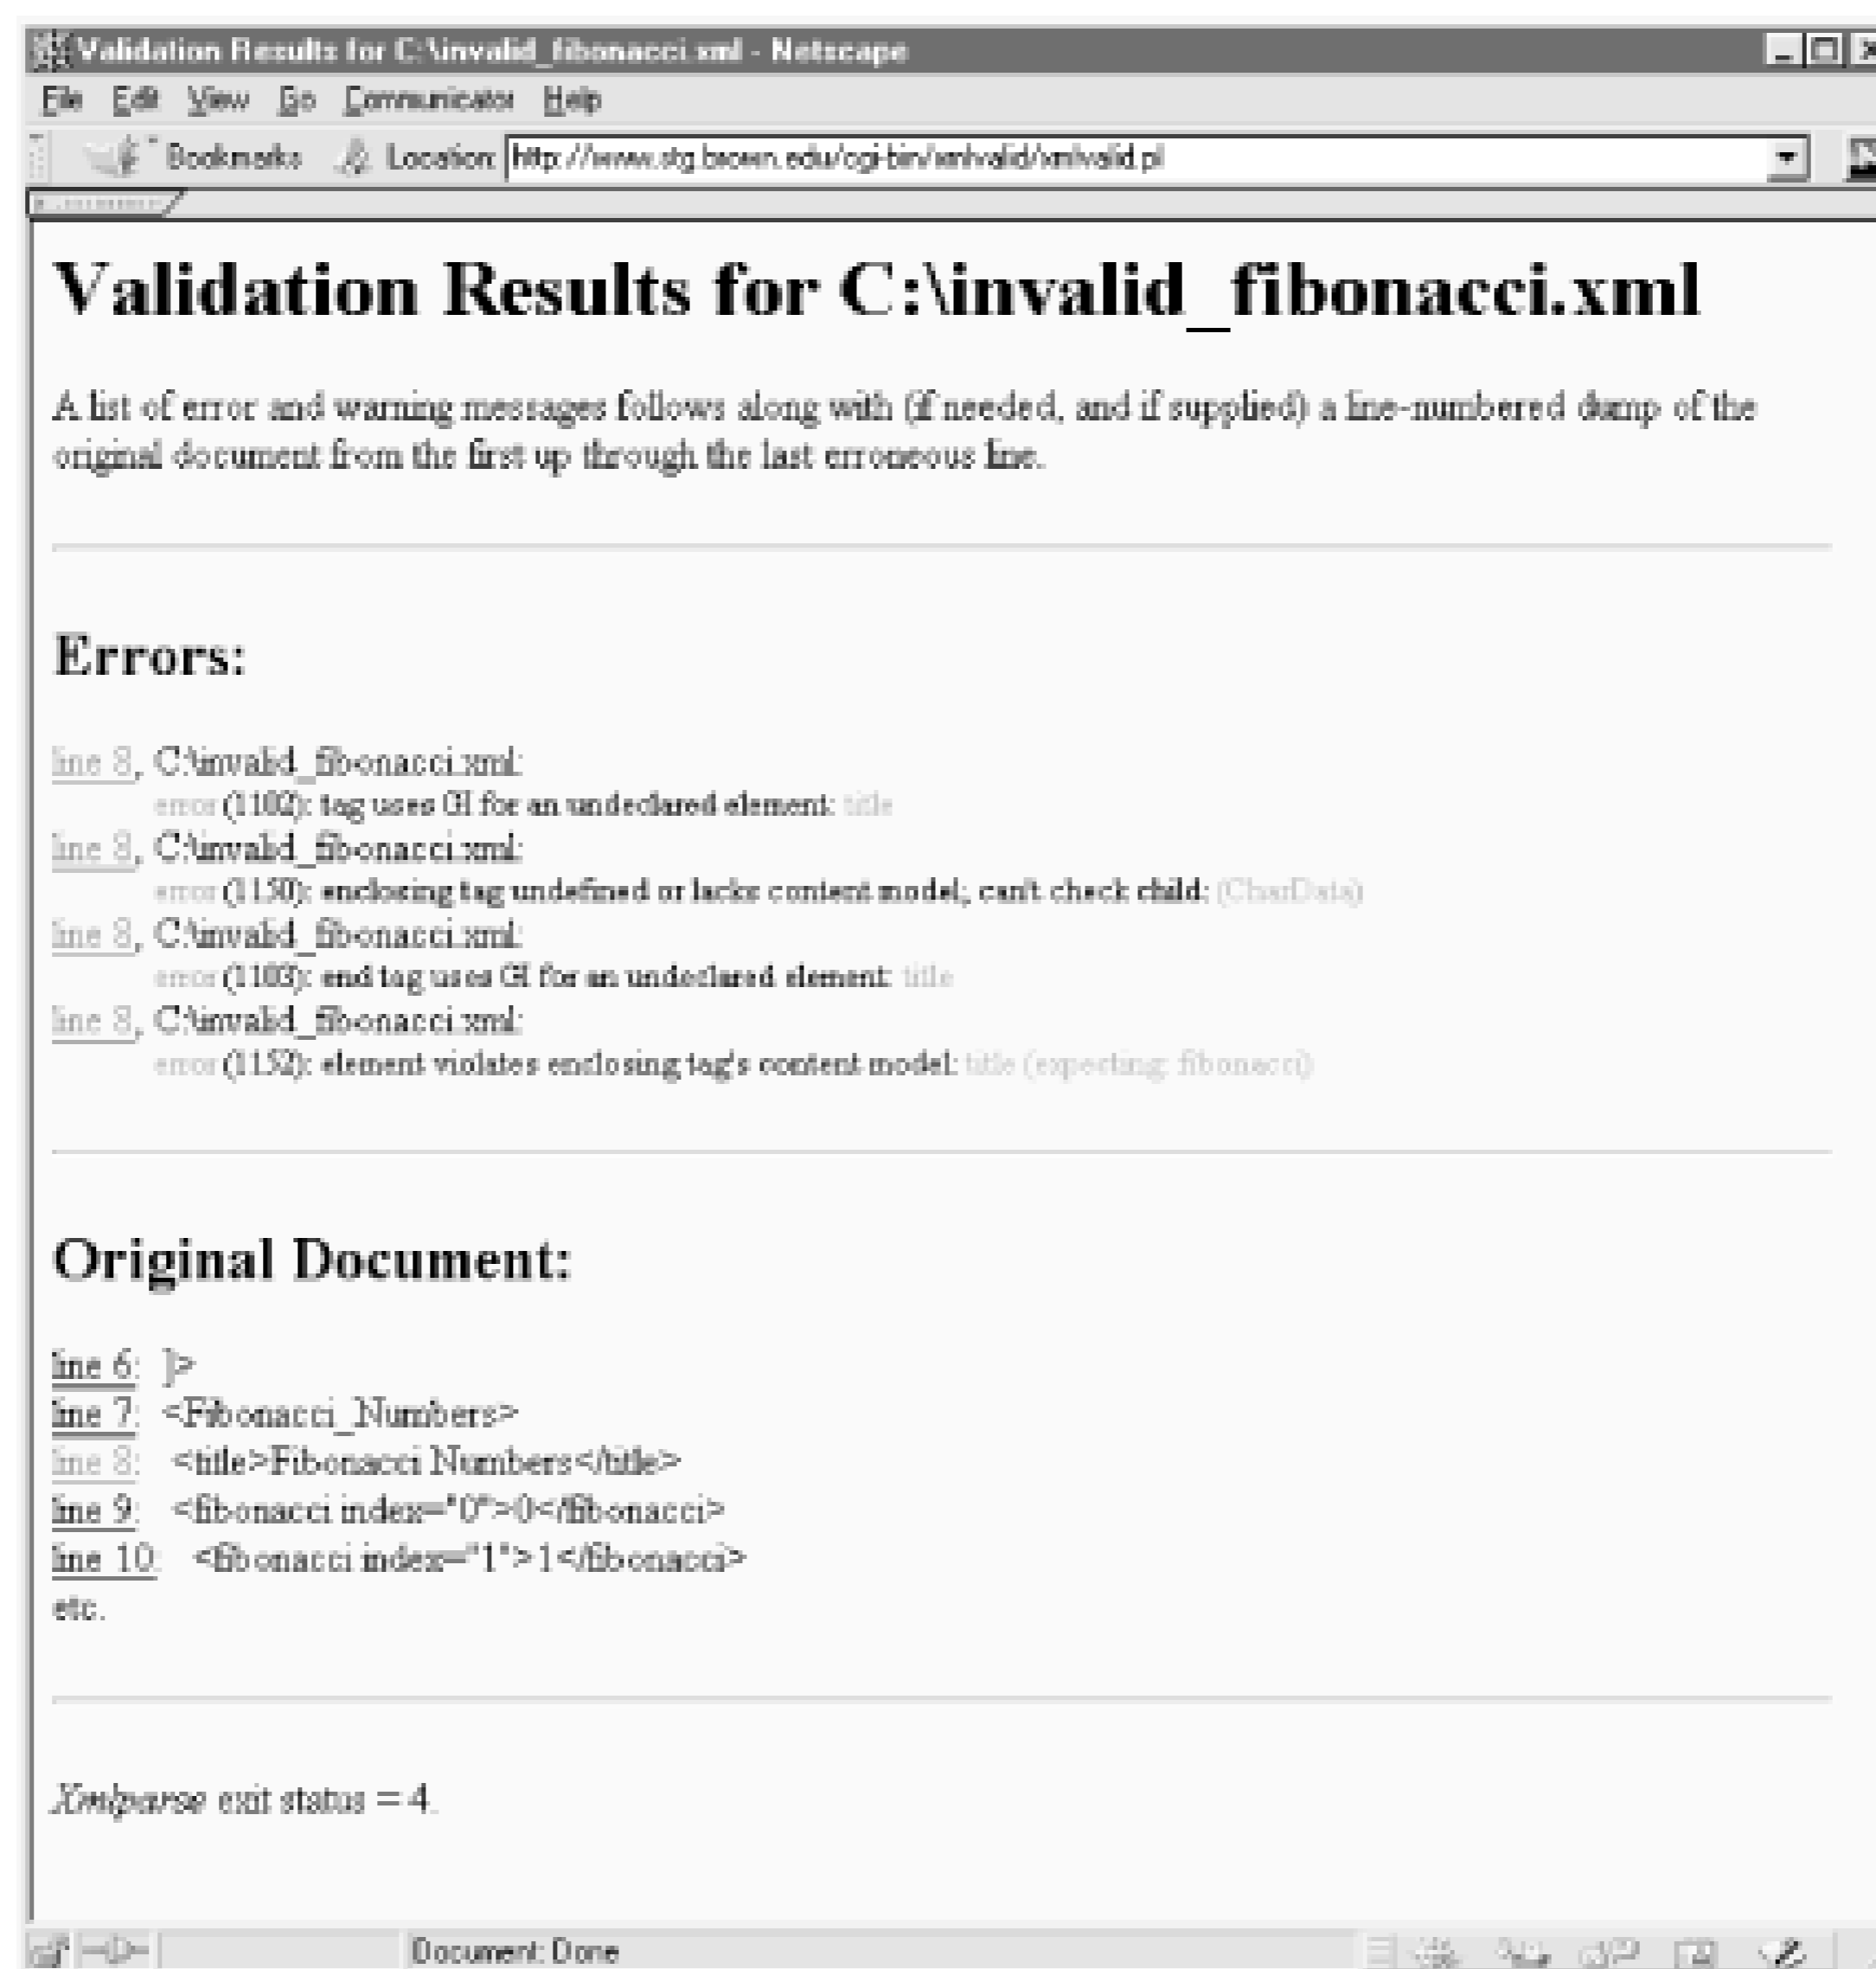 Validation Results for C:\invalid_fibonacci.xml - Netscape
File Edit View Go Communicator Help
Bookmarks Location: http://www.stg.brown.edu/cgi-bin/xmlvalid/xmlvalid.pl
Validation Results for C:\invalid_fibonacci.xml
A list of error and warning messages follows along with (if needed, and if supplied) a line-numbered dump of the
original document from the first up through the last erroneous line.
Errors:
line 8, C:\invalid_fibonacci.xml:
error (1102): tag uses GI for an undeclared element: title
line 8, C:\invalid_fibonacci.xml:
error (1150): enclosing tag undefined or lacks content model; can't check child: (CharData)
line 8, C:\invalid_fibonacci.xml:
error (1103): end tag uses GI for an undeclared element: title
line 8, C:\invalid_fibonacci.xml:
error (1152): element violates enclosing tag's content model: title (expecting: fibonacci)
Original Document:
line 6: ]>
line 7: <Fibonacci_Numbers>
line 8: <title>Fibonacci Numbers</title>
line 9: <fibonacci index="0">0</fibonacci>
line 10: <fibonacci index="1">1</fibonacci>
etc.
Xmlparse exit status = 4.
Document: Done